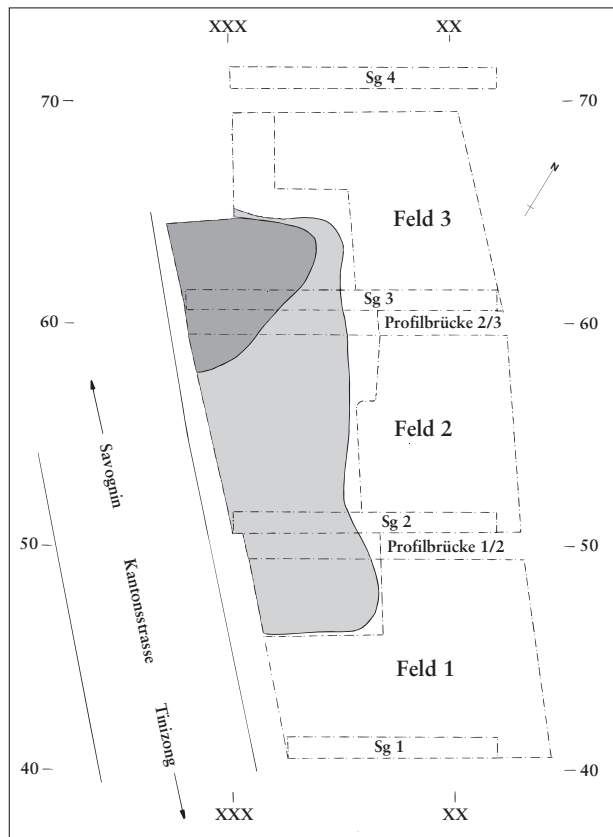 XXX XX
Sg 4
70 70
N
Feld 3
Sg 3
60 Profilbrücke 2/3 60
Feld 2
Savognin
Sg 2
50 Profilbrücke 1/2 50
Kantonsstrasse
Feld 1
Tinizong
Sg 1
40 40
XXX XX